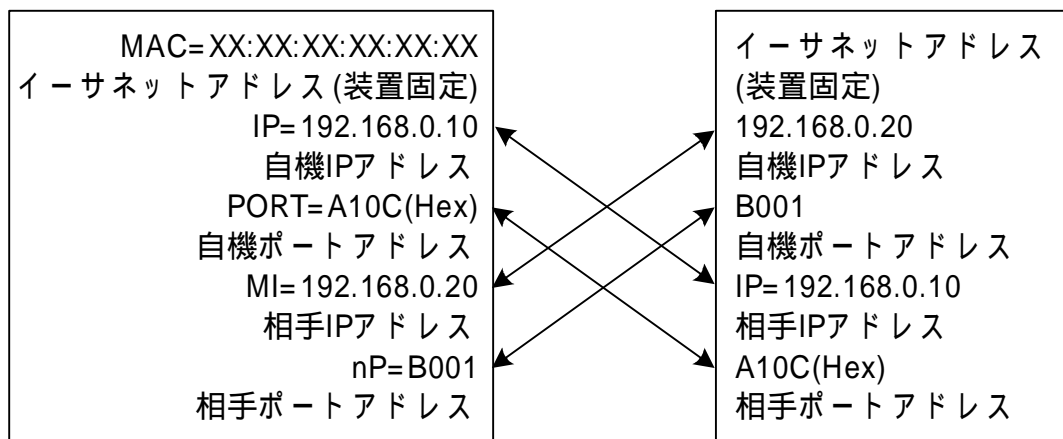 MAC=XX:XX:XX:XX:XX:XX
イーサネットアドレス(装置固定)
IP=192.168.0.10
自機IPアドレス
PORT=A10C(Hex)
自機ポートアドレス
MI=192.168.0.20
相手IPアドレス
nP=B001
相手ポートアドレス
イーサネットアドレス
(装置固定)
192.168.0.20
自機IPアドレス
B001
自機ポートアドレス
IP=192.168.0.10
相手IPアドレス
A10C(Hex)
相手ポートアドレス